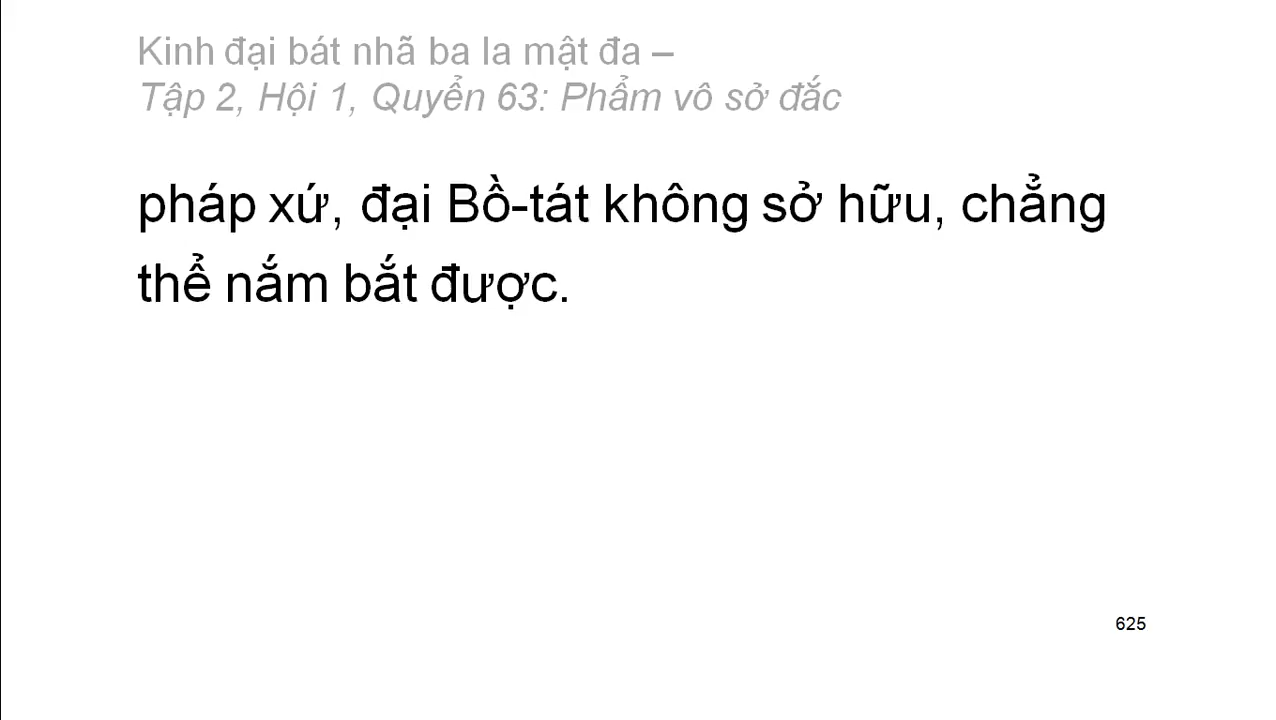 Kinh đại bát nhã ba la mật đa –
Tập 2, Hội 1, Quyển 63: Phẩm vô sở đắc
pháp xứ, đại Bồ-tát không sở hữu, chẳng
thể nắm bắt được.
625